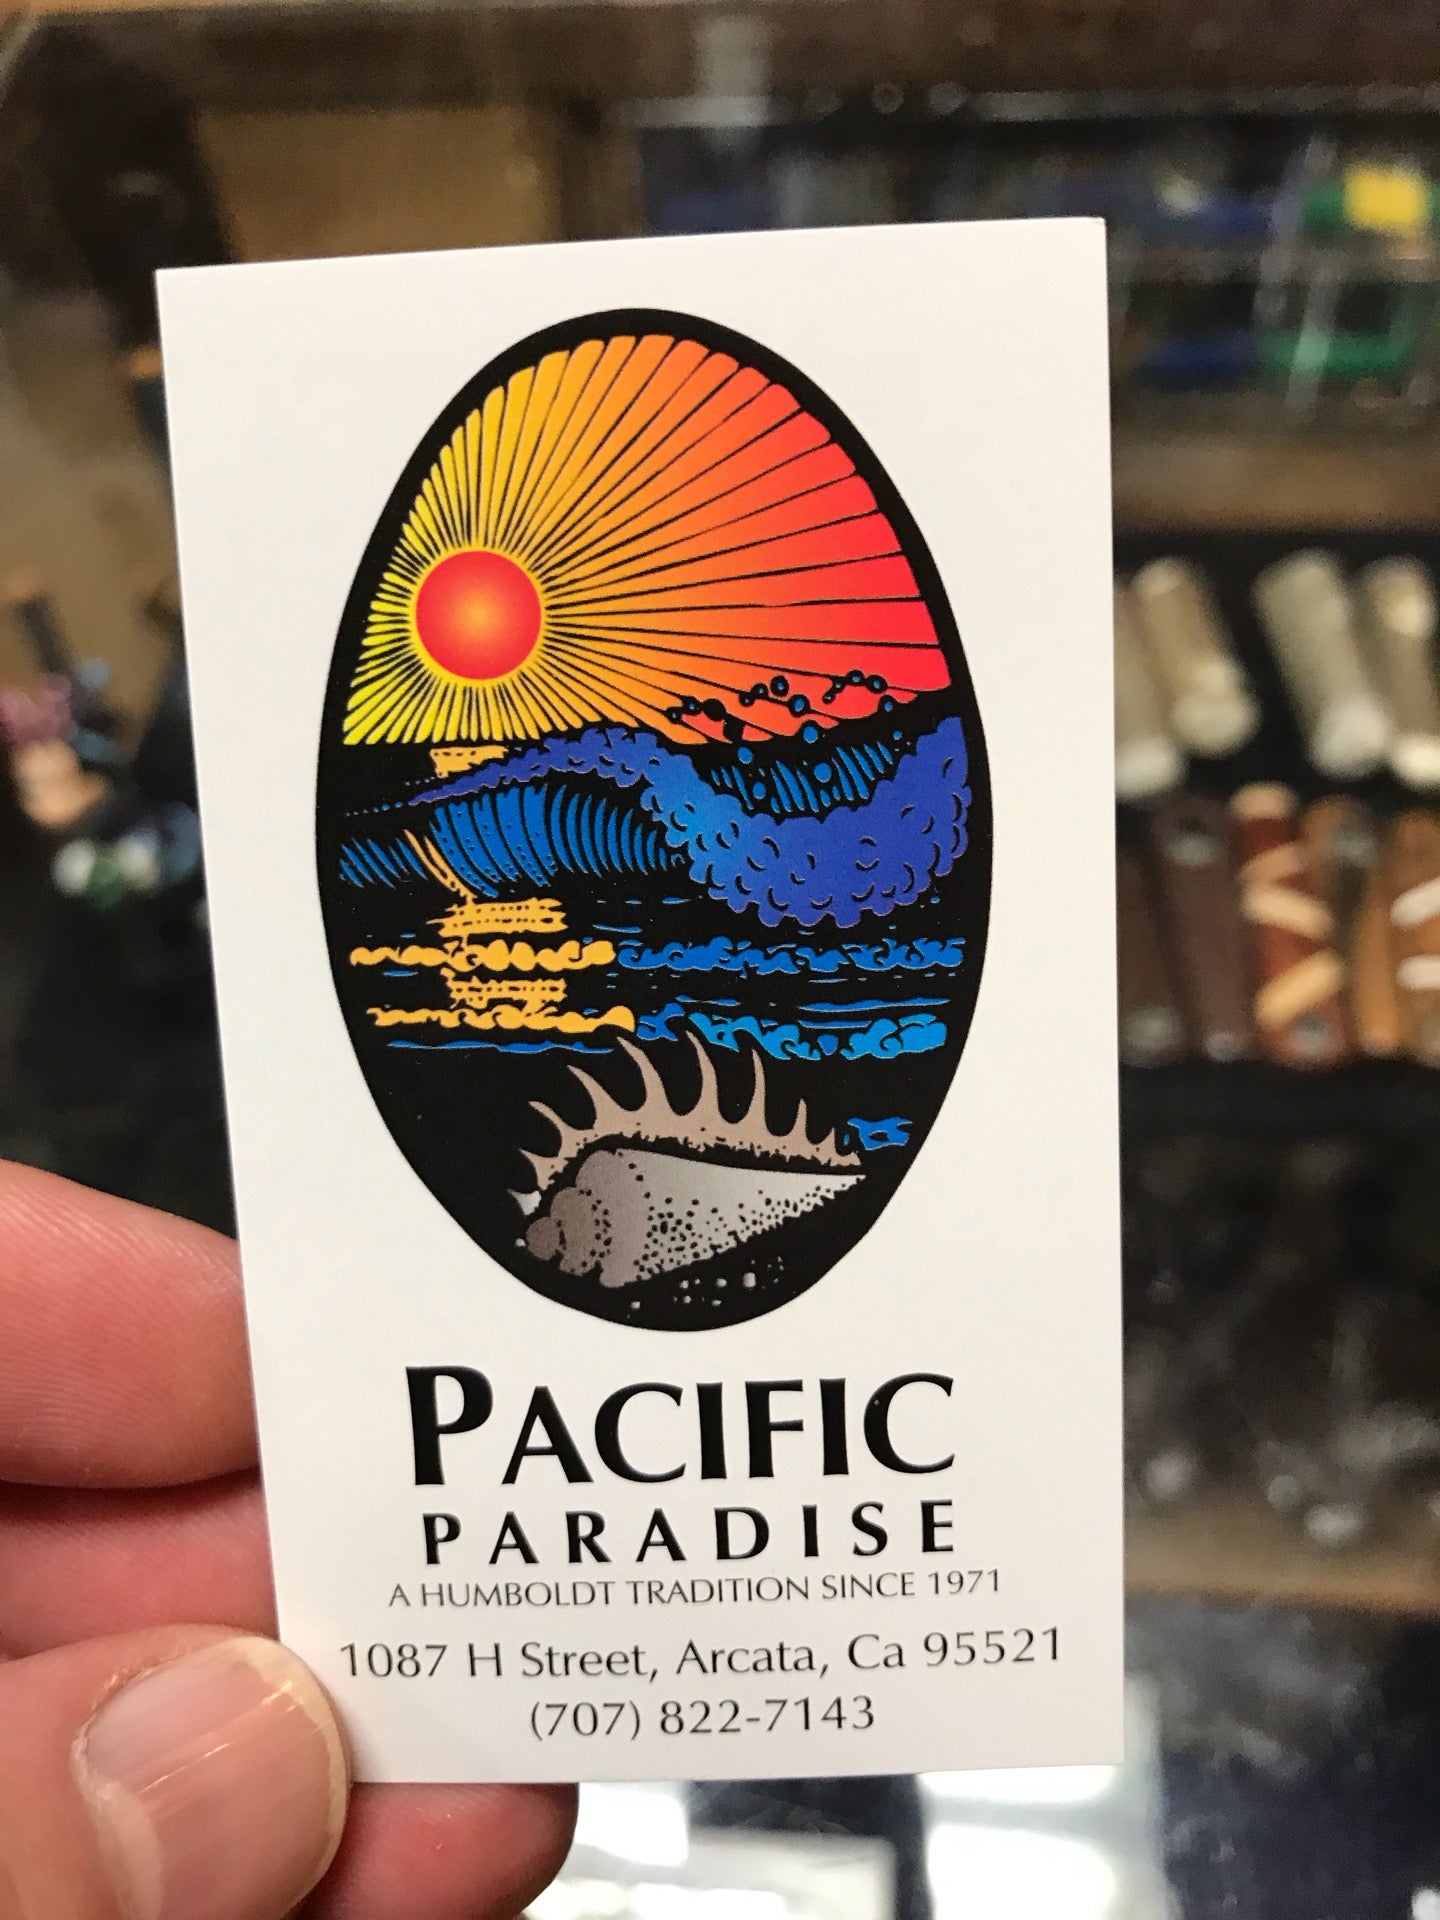 PACIFIC
PARADISE
A HUMBOLDT TRADITION SINCE 1971
1087 H Street, Arcata, Ca 95521
(707) 822-7143